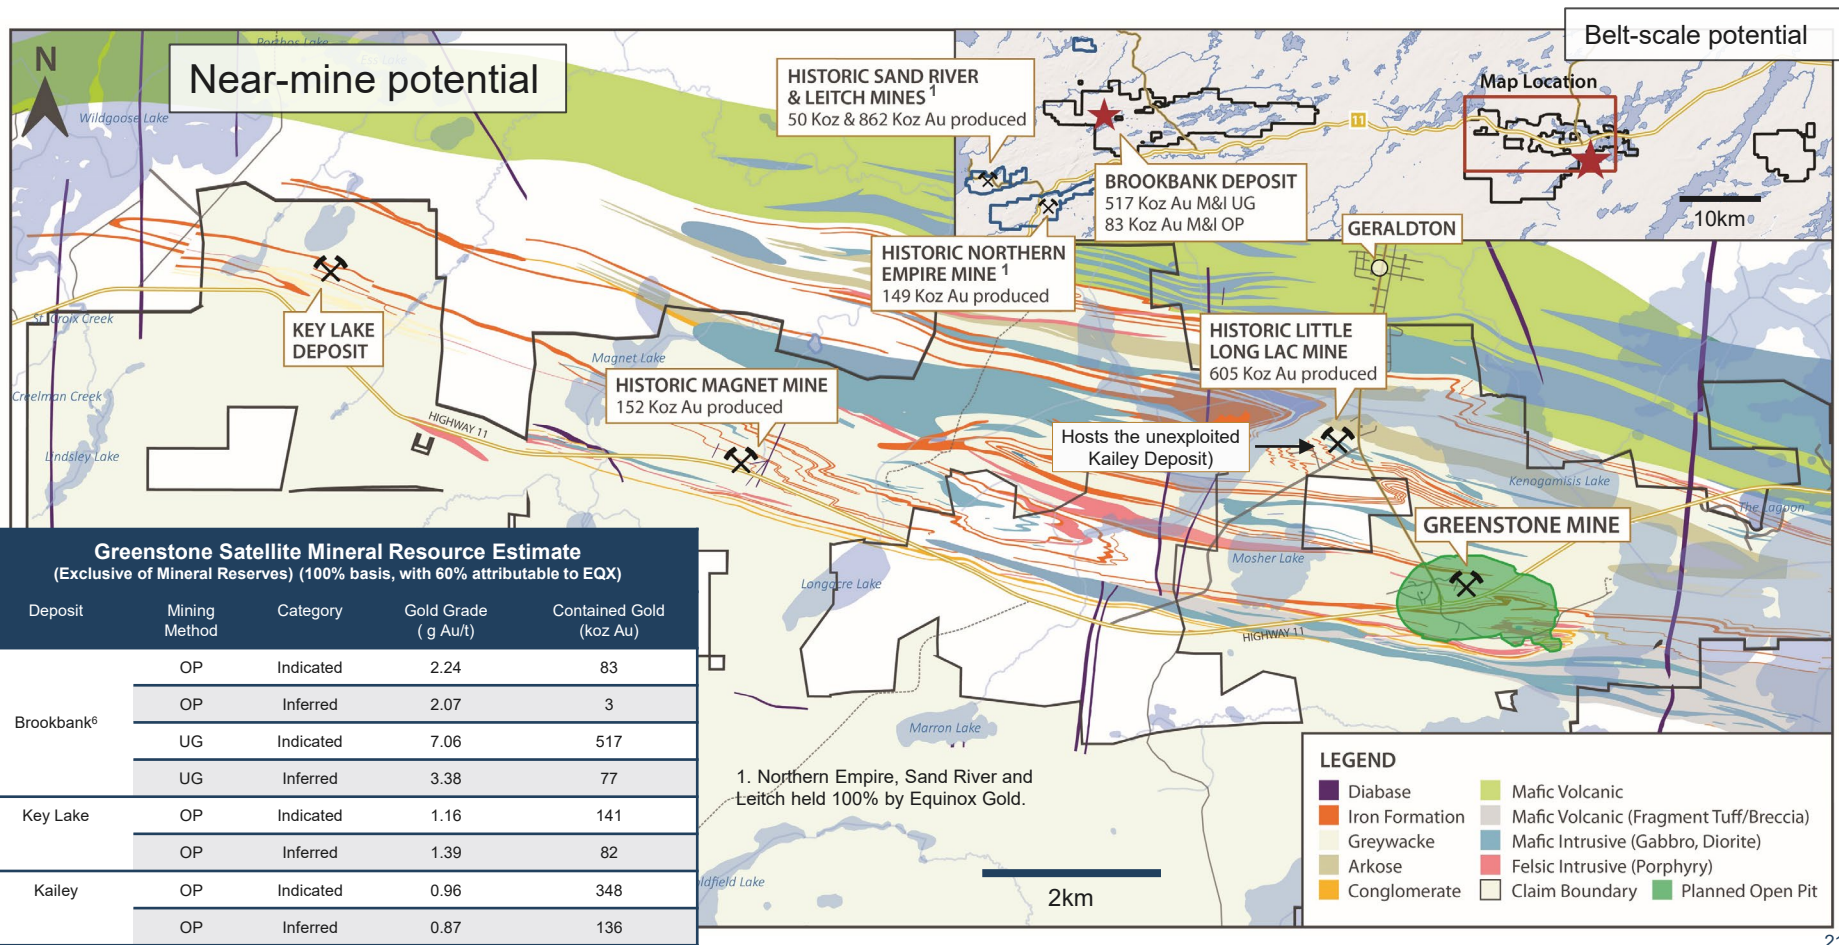 Belt-scale potential
Near-mine potential
N
Porthos Lake
Wildgoose Lake
HISTORIC SAND RIVER
& LEITCH MINES 1
50 Koz & 862 Koz Au produced
Map Location
11
BROOKBANK DEPOSIT
517 Koz Au M&I UG
83 Koz Au M&I OP
10km
HISTORIC NORTHERN
EMPIRE MINE 1
149 Koz Au produced
GERALDTON
KEY LAKE
DEPOSIT
St. Croix Creek
Magnet Lake
HISTORIC LITTLE
LONG LAC MINE
605 Koz Au produced
HISTORIC MAGNET MINE
152 Koz Au produced
Creelman Creek
HIGHWAY 11
Lindsley Lake
Hosts the unexploited
Kailey Deposit)
Kenogamisis Lake
The Lagoon
GREENSTONE MINE
Mosher Lake
Longacre Lake
HIGHWAY 11
Marron Lake
Greenstone Satellite Mineral Resource Estimate
(Exclusive of Mineral Reserves) (100% basis, with 60% attributable to EQX)
Deposit Mining Method Category Gold Grade ( g Au/t) Contained Gold (koz Au)
OP Indicated 2.24 83
OP Inferred 2.07 3
Brookbank6
UG Indicated 7.06 517
UG Inferred 3.38 77
Key Lake OP Indicated 1.16 141
OP Inferred 1.39 82
Kailey OP Indicated 0.96 348
OP Inferred 0.87 136
1. Northern Empire, Sand River and
Leitch held 100% by Equinox Gold.
2km
LEGEND
Diabase
Iron Formation
Greywacke
Arkose
Conglomerate
Mafic Volcanic
Mafic Volcanic (Fragment Tuff/Breccia)
Mafic Intrusive (Gabbro, Diorite)
Felsic Intrusive (Porphyry)
Claim Boundary
Planned Open Pit